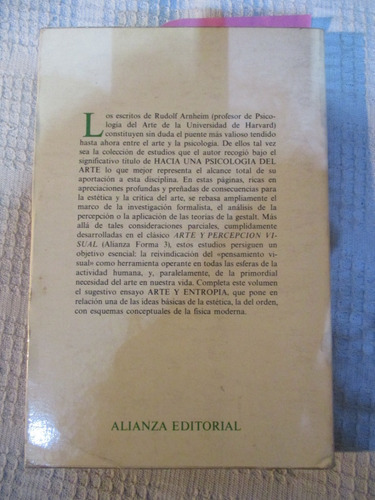 Los escritos de Rudolf Arnheim (profesor de Psico-
logía del Arte de la Universidad de Harvard)
constituyen sin duda el puente más valioso tendido
hasta ahora entre el arte y la psicología. De ellos tal vez
sea la colección de estudios que el autor recogió bajo el
significativo título de HACIA UNA PSICOLOGIA DEL
ARTE lo que mejor representa el alcance total de su
aportación a esta disciplina. En estas páginas, ricas en
apreciaciones profundas y preñadas de consecuencias para
la estética y la crítica del arte, se rebasa ampliamente el
marco de la investigación formalista, el análisis de la
percepción o la aplicación de las teorías de la gestalt. Más
allá de tales consideraciones parciales, cumplidamente
desarrolladas en el clásico ARTE Y PERCEPCION VI-
SUAL (Alianza Forma 3), estos estudios persiguen un
objetivo esencial: la reivindicación del «pensamiento vi-
sual» como herramienta operante en todas las esferas de la
actividad humana, y, paralelamente, de la primordial
necesidad del arte en nuestra vida. Completa este volumen
el sugestivo ensayo ARTE Y ENTROPIA, que pone en
relación una de las ideas básicas de la estética, la del orden,
con esquemas conceptuales de la física moderna.
ALIANZA EDITORIAL